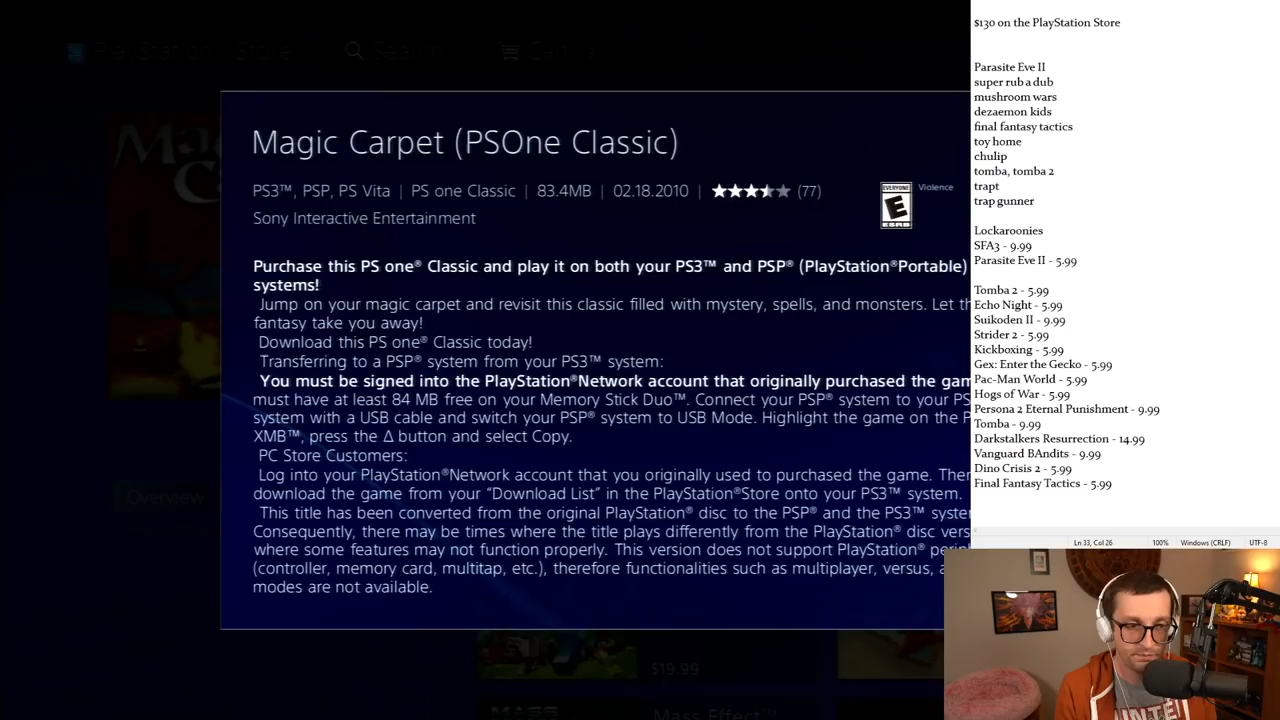 PlayStation™Store Search Cart
Magic Carpet (PSOne Classic)
PS3™, PSP, PS Vita | PS one Classic | 83.4MB | 02.18.2010 | (77)
Sony Interactive Entertainment
EVERYONE
E
ESRB
Violence
Purchase this PS one® Classic and play it on both your PS3™ and PSP® (PlayStation®Portable)
systems!
Jump on your magic carpet and revisit this classic filled with mystery, spells, and monsters. Let
fantasy take you away!
Download this PS one® Classic today!
Transferring to a PSP® system from your PS3™ system:
You must be signed into the PlayStation®Network account that originally purchased the
must have at least 84 MB free on your Memory Stick Duo™. Connect your PSP® system to your
system with a USB cable and switch your PSP® system to USB Mode. Highlight the game on the
XMB™, press the Δ button and select Copy.
PC Store Customers:
Log into your PlayStation®Network account that you originally used to purchased the game.
download the game from your “Download List” in the PlayStation®Store onto your PS3™ system.
This title has been converted from the original PlayStation® disc to the PSP® and the PS3™
Consequently, there may be times where the title plays differently from the PlayStation® disc
where some features may not function properly. This version does not support PlayStation®
(controller, memory card, multitap, etc.), therefore functionalities such as multiplayer, versus,
modes are not available.
Overview
$19.99
Mass Effect™
$130 on the PlayStation Store
Parasite Eve II
super rub a dub
mushroom wars
dezaemon kids
final fantasy tactics
toy home
chulip
tomba, tomba 2
trapt
trap gunner
Lockaroonies
SFA3 - 9.99
Parasite Eve II - 5.99
Tomba 2 - 5.99
Echo Night - 5.99
Suikoden II - 9.99
Strider 2 - 5.99
Kickboxing - 5.99
Gex: Enter the Gecko - 5.99
Pac-Man World - 5.99
Hogs of War - 5.99
Persona 2 Eternal Punishment - 9.99
Tomba - 9.99
Darkstalkers Resurrection - 14.99
Vanguard BAndits - 9.99
Dino Crisis 2 - 5.99
Final Fantasy Tactics - 5.99
Ln 33, Col 26 100% Windows (CRLF) UTF-8